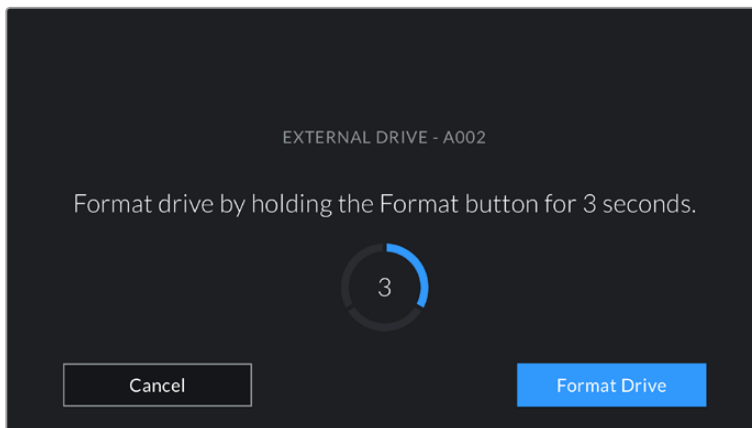 EXTERNAL DRIVE - A002
Format drive by holding the Format button for 3 seconds.
3
Cancel
Format Drive